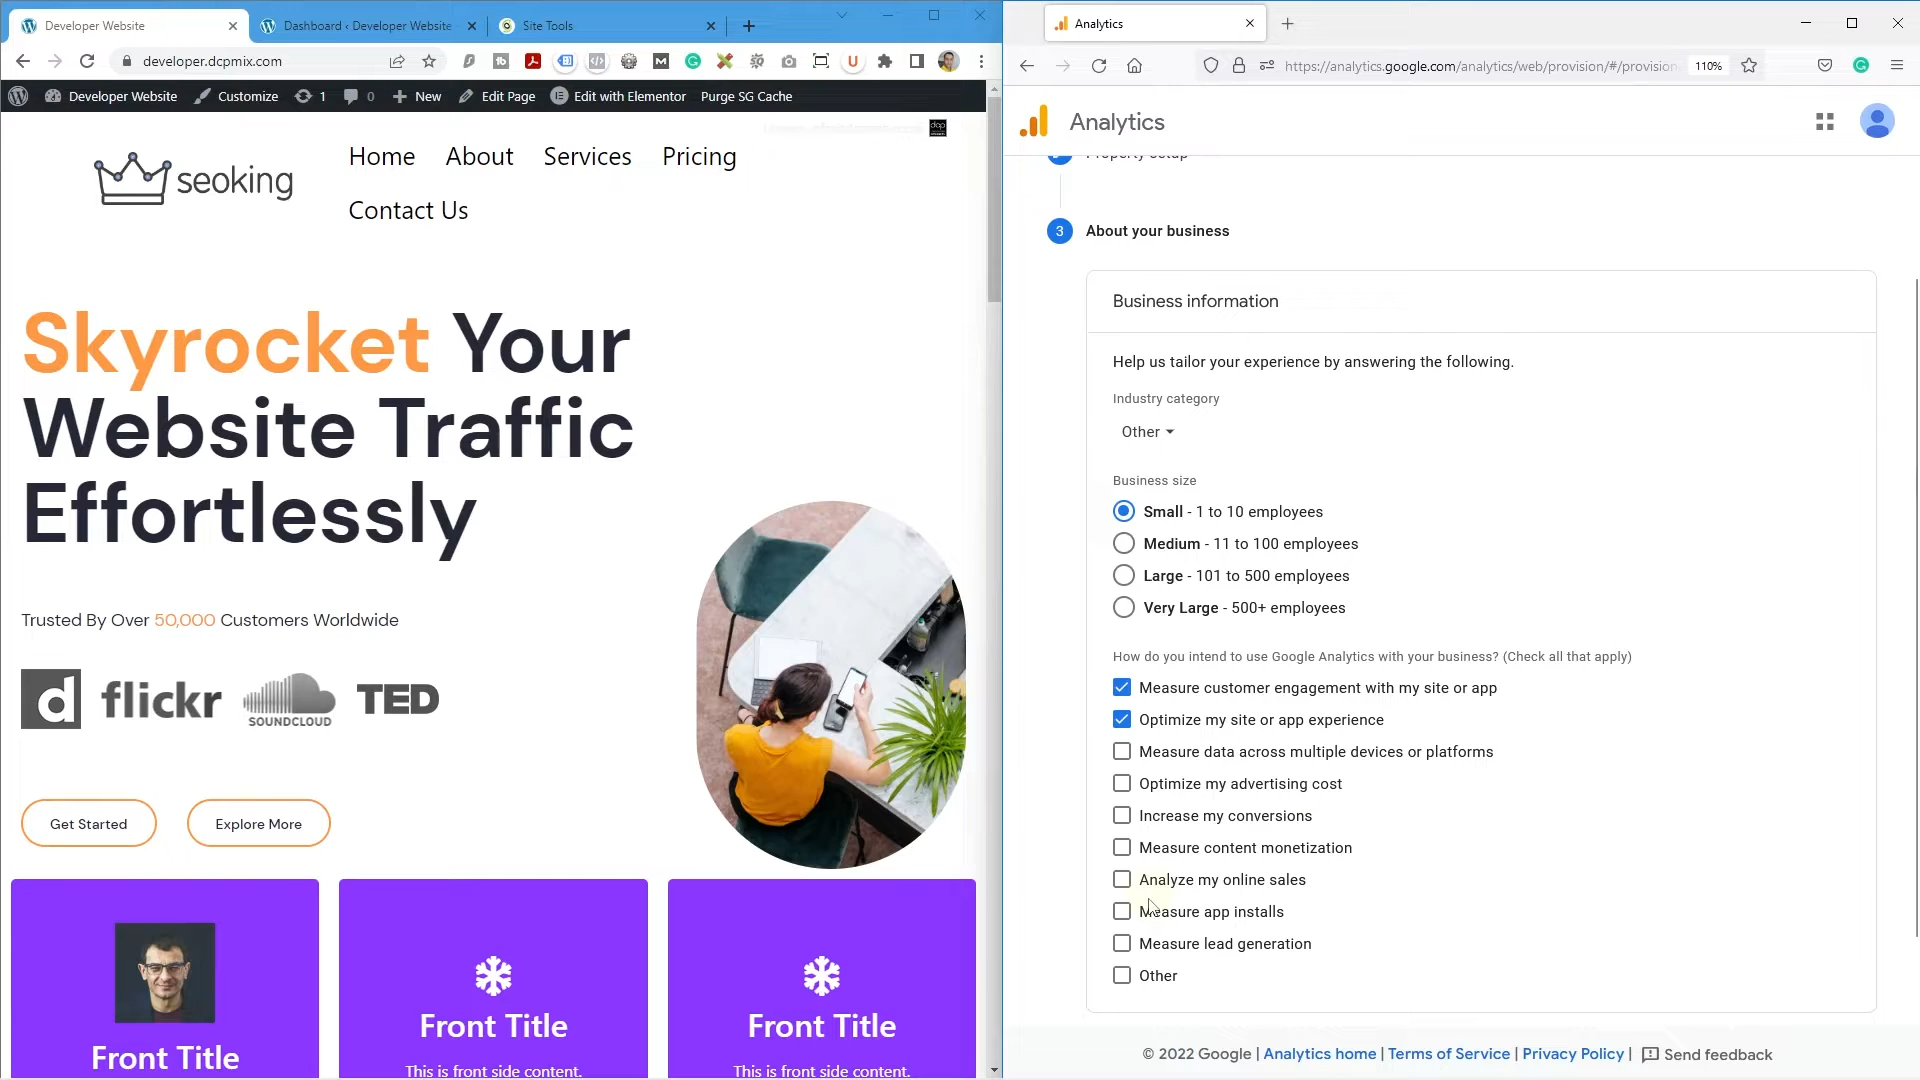 Developer Website
Dashboard ‹ Developer Website
Site Tools
developer.dcpmix.com
Developer Website
Customize
1
0
New
Edit Page
Edit with Elementor
Purge SG Cache
seoking
Home
About
Services
Pricing
Contact Us
Skyrocket Your
Website Traffic
Effortlessly
Trusted By Over 50,000 Customers Worldwide
d
flickr
SOUNDCLOUD
TED
Get Started
Explore More
Front Title
Front Title
This is front side content.
Front Title
This is front side content.
Analytics
https://analytics.google.com/analytics/web/provision/#/provision
110%
Analytics
Property setup
3
About your business
Business information
Help us tailor your experience by answering the following.
Industry category
Other
Business size
Small - 1 to 10 employees
Medium - 11 to 100 employees
Large - 101 to 500 employees
Very Large - 500+ employees
How do you intend to use Google Analytics with your business? (Check all that apply)
Measure customer engagement with my site or app
Optimize my site or app experience
Measure data across multiple devices or platforms
Optimize my advertising cost
Increase my conversions
Measure content monetization
Analyze my online sales
Measure app installs
Measure lead generation
Other
© 2022 Google | Analytics home | Terms of Service | Privacy Policy | Send feedback